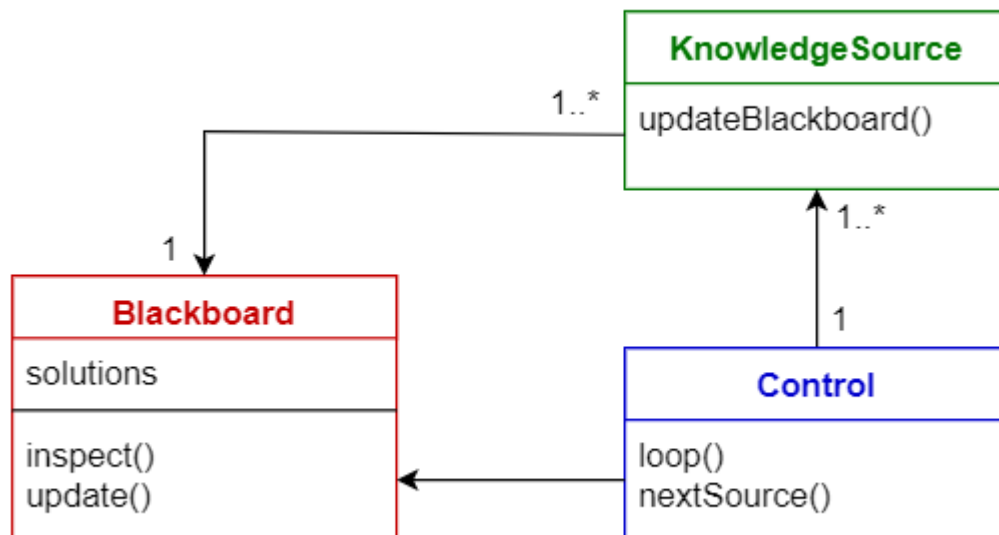 KnowledgeSource
updateBlackboard()
1..*
1..*
1
1
Blackboard
solutions
inspect()
update()
Control
loop()
nextSource()